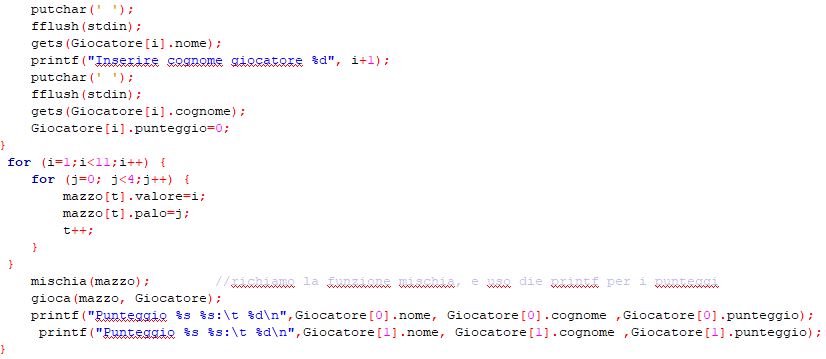 putchar(' ');
fflush(stdin);
gets(Giocatore[i].nome);
printf("Inserire cognome giocatore %d", i+1);
putchar(' ');
fflush(stdin);
gets(Giocatore[i].cognome);
Giocatore[i].punteggio=0;
}
for (i=1;i<11;i++) {
for (j=0; j<4;j++) {
mazzo[t].valore=i;
mazzo[t].palo=j;
t++;
}
}
mischia(mazzo); //richiamo la funzione mischia, e uso die printf per i punteggi
gioca(mazzo, Giocatore);
printf("Punteggio %s %s:\t %d\n",Giocatore[0].nome, Giocatore[0].cognome ,Giocatore[0].punteggio);
printf("Punteggio %s %s:\t %d\n",Giocatore[1].nome, Giocatore[1].cognome ,Giocatore[1].punteggio);
}